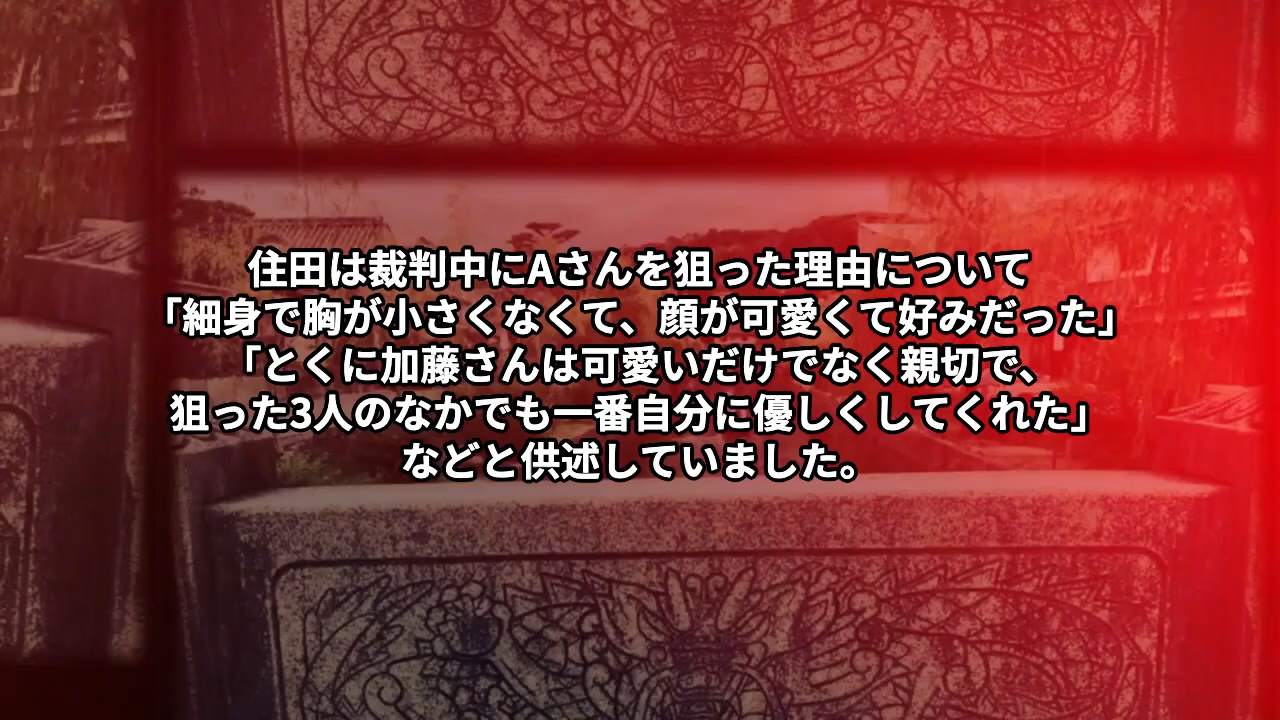 住田は裁判中にAさんを狙った理由について
「細身で胸が小さくなくて、顔が可愛くて好みだった」
「とくに加藤さんは可愛いだけでなく親切で、
狙った3人のなかでも一番自分に優しくしてくれた」
などと供述していました。